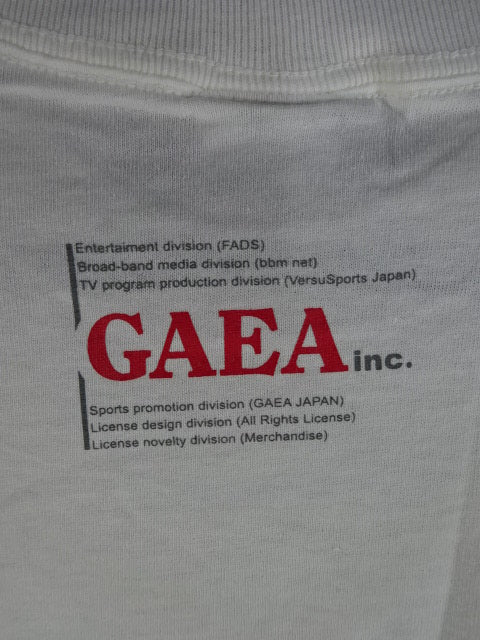 Entertaiment division (FADS)
Broad-band media division (bbm net)
TV program production division (VersuSports Japan)
GAEA inc.
Sports promotion division (GAEA JAPAN)
License design division (All Rights License)
License novelty division (Merchandise)